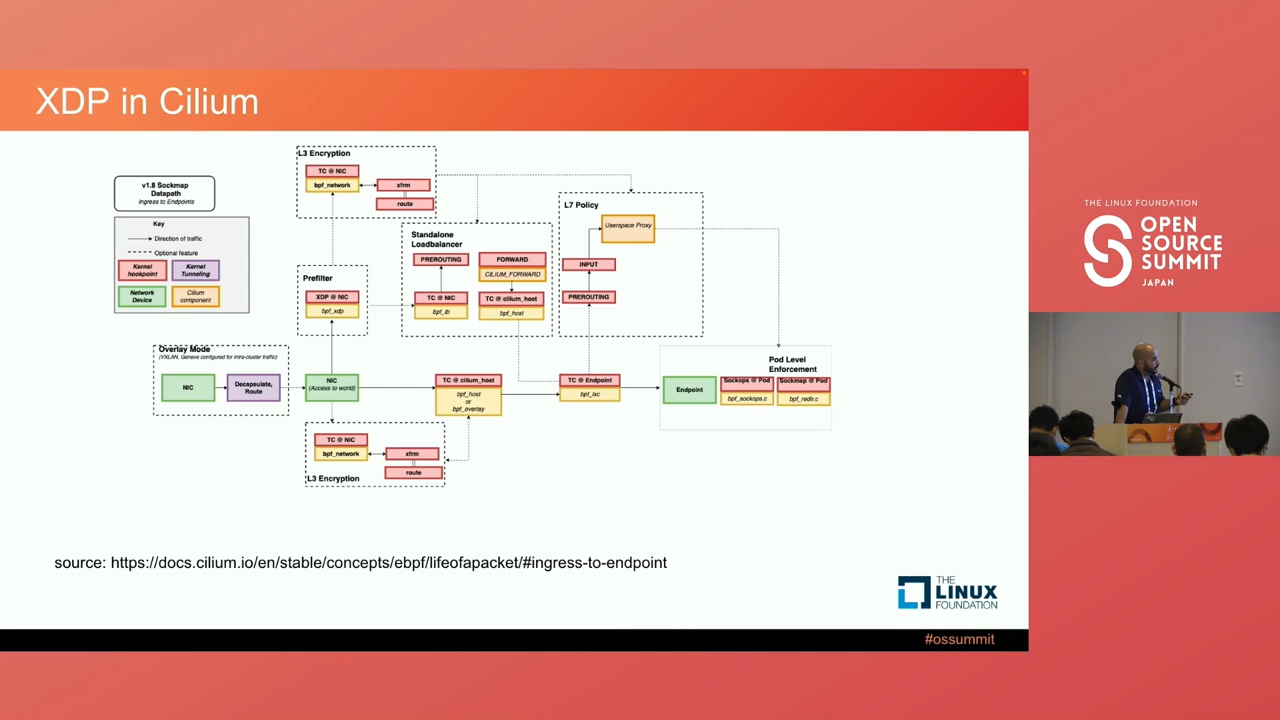 XDP in Cilium
v1.8 Sockmap
Datapath
Ingress to Endpoints
Key
Direction of traffic
Optional feature
Kernel
hookpoint
Kernel
Tunneling
Network
Device
Cilium
component
L3 Encryption
TC @ NIC
bpf_network
xfrm
route
Prefilter
XDP @ NIC
bpf_xdp
Standalone
Loadbalancer
PREROUTING
TC @ NIC
bpf_lb
FORWARD
CILIUM_FORWARD
TC @ cilium_host
bpf_host
L7 Policy
Userspace Proxy
INPUT
PREROUTING
Overlay Mode
(VXLAN, Geneve configured for intra-cluster traffic)
NIC
Decapsulate,
Route
NIC
(Access to world)
TC @ cilium_host
bpf_host
or
bpf_overlay
TC @ Endpoint
bpf_lxc
Pod Level
Enforcement
Endpoint
Sockops @ Pod
bpf_sockops.c
Sockmap @ Pod
bpf_redir.c
TC @ NIC
bpf_network
xfrm
route
L3 Encryption
source: https://docs.cilium.io/en/stable/concepts/ebpf/lifeofapacket/#ingress-to-endpoint
THE
LINUX
FOUNDATION
#ossummit
THE LINUX FOUNDATION
OPEN
SOURCE
SUMMIT
JAPAN